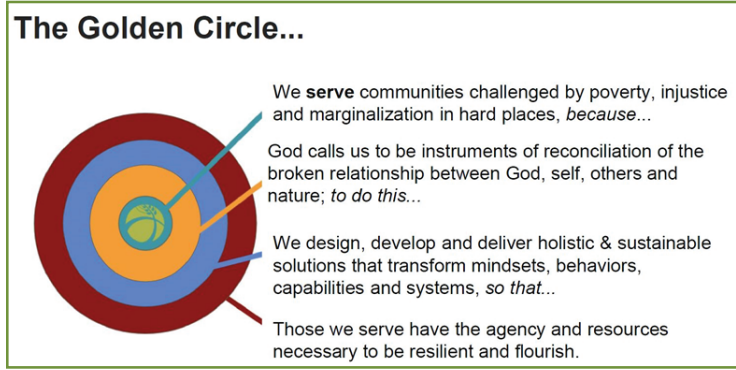 The Golden Circle...
We serve communities challenged by poverty, injustice
and marginalization in hard places, because...
God calls us to be instruments of reconciliation of the
broken relationship between God, self, others and
nature; to do this...
We design, develop and deliver holistic & sustainable
solutions that transform mindsets, behaviors,
capabilities and systems, so that...
Those we serve have the agency and resources
necessary to be resilient and flourish.